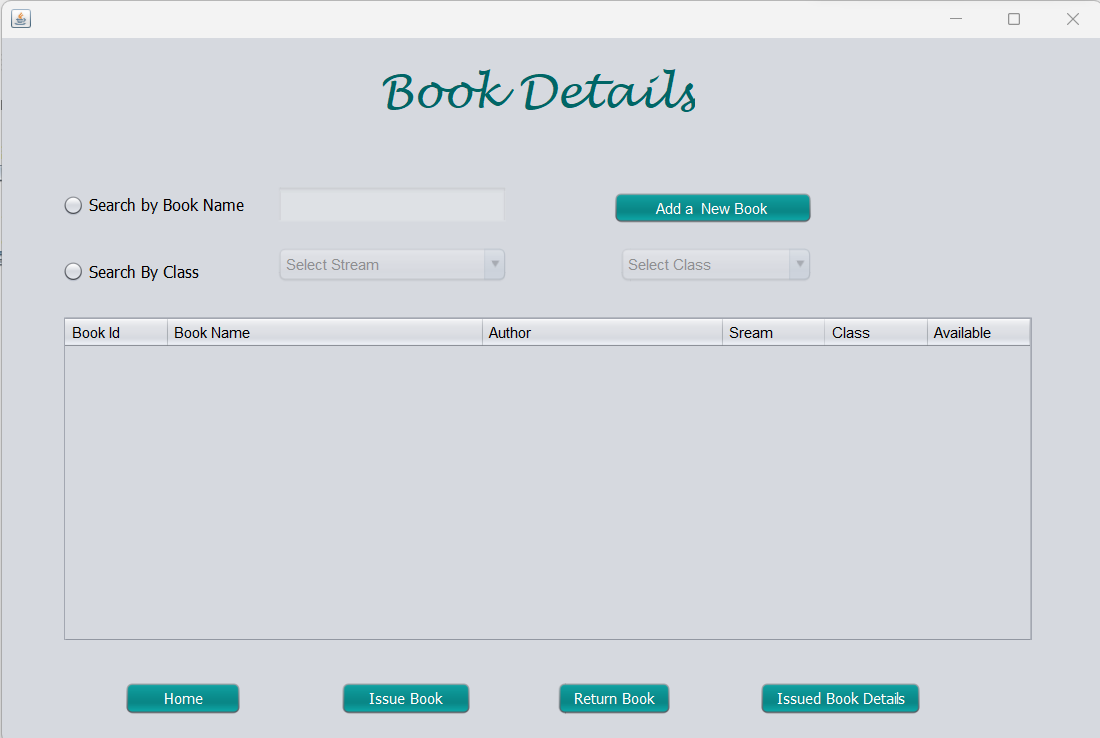 Book Details
Search by Book Name
Add a  New Book
Search By Class
Select Stream
Select Class
Book Id
Book Name
Author
Sream
Class
Available
Home
Issue Book
Return Book
Issued Book Details